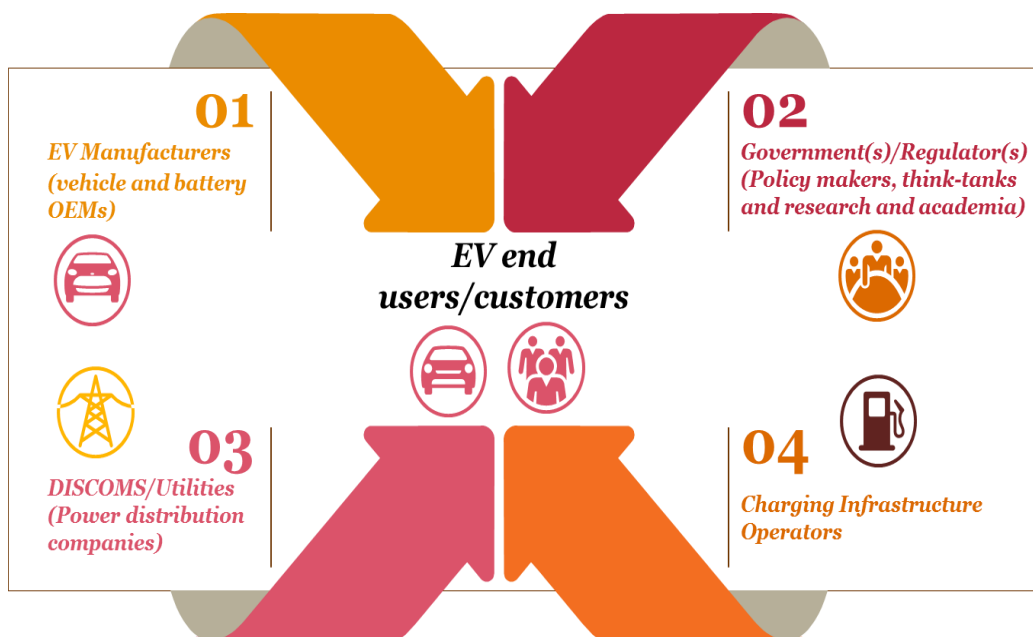 01
EV Manufacturers
(vehicle and battery
OEMs)
02
Government(s)/Regulator(s)
(Policy makers, think-tanks
and research and academia)
EV end
users/customers
03
DISCOMS/Utilities
(Power distribution
companies)
04
Charging Infrastructure
Operators